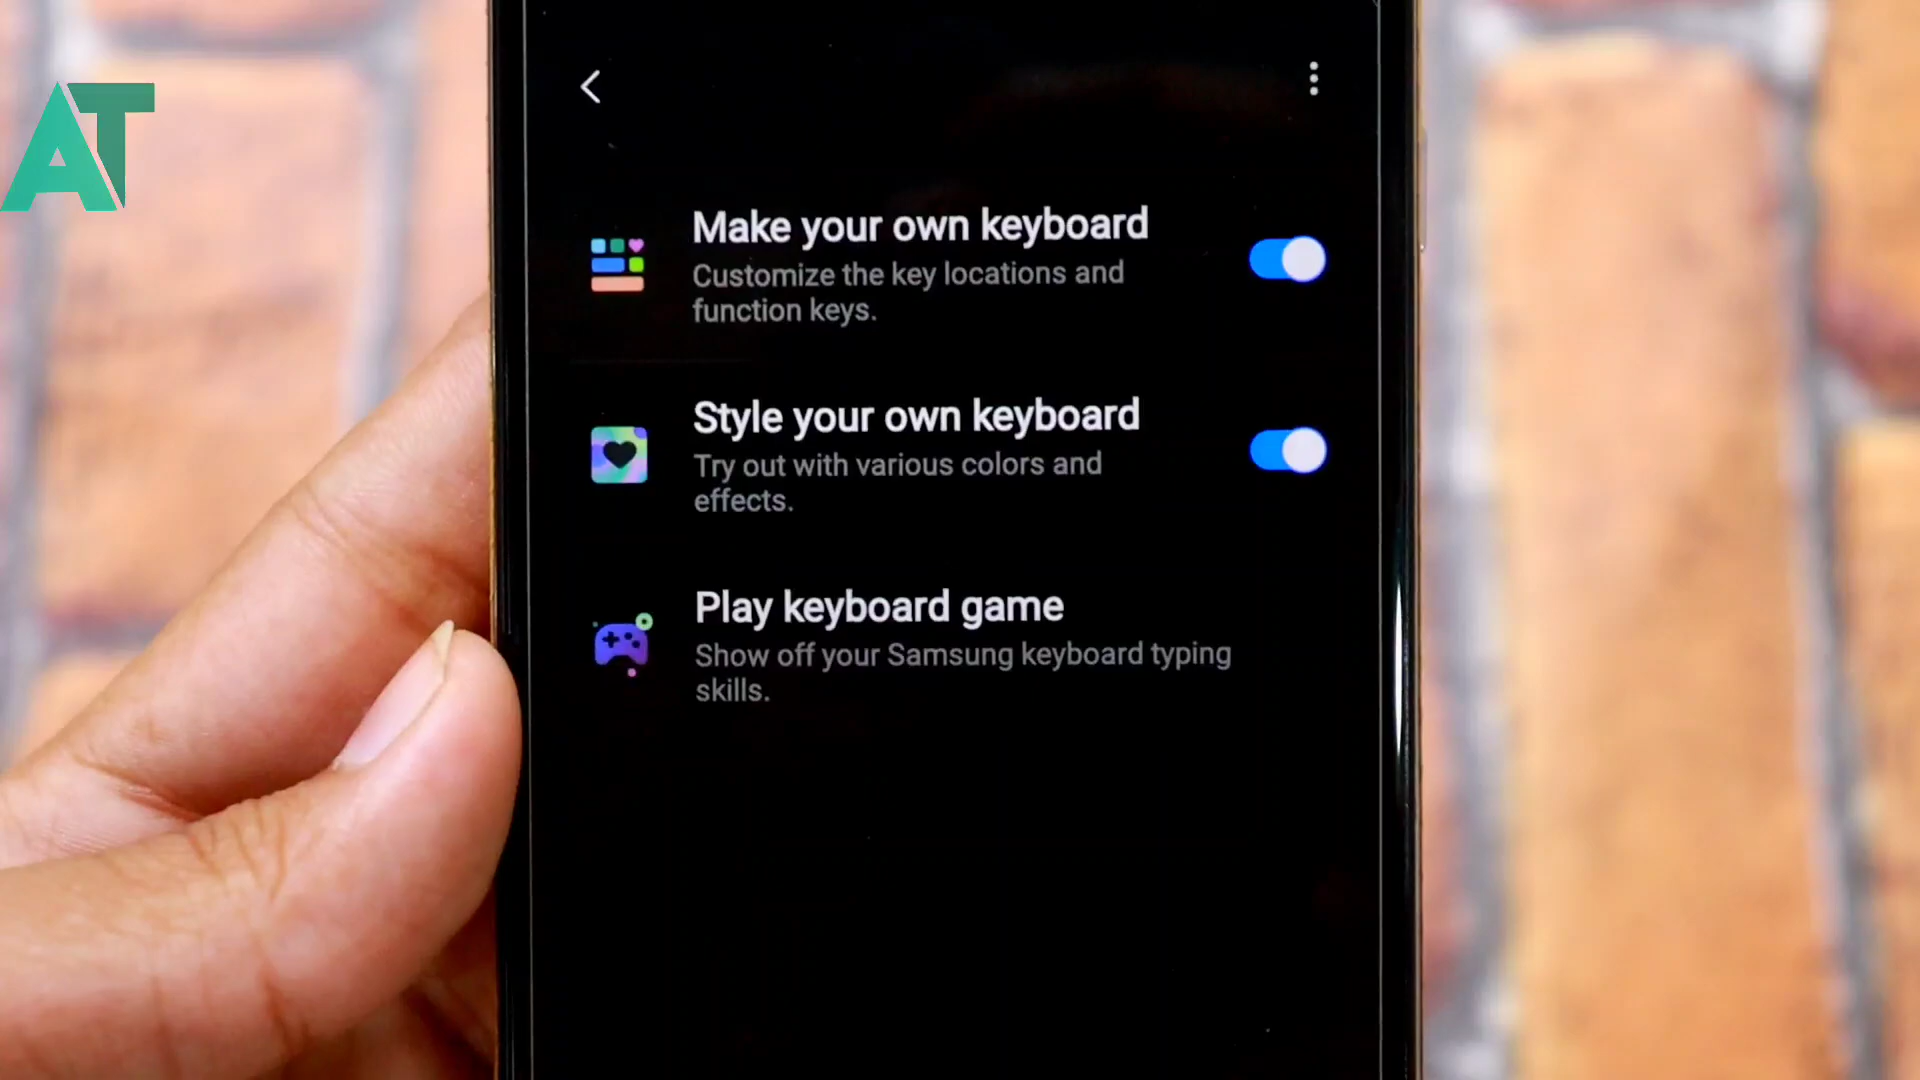 AT
Make your own keyboard
Customize the key locations and
function keys.
Style your own keyboard
Try out with various colors and
effects.
Play keyboard game
Show off your Samsung keyboard typing
skills.